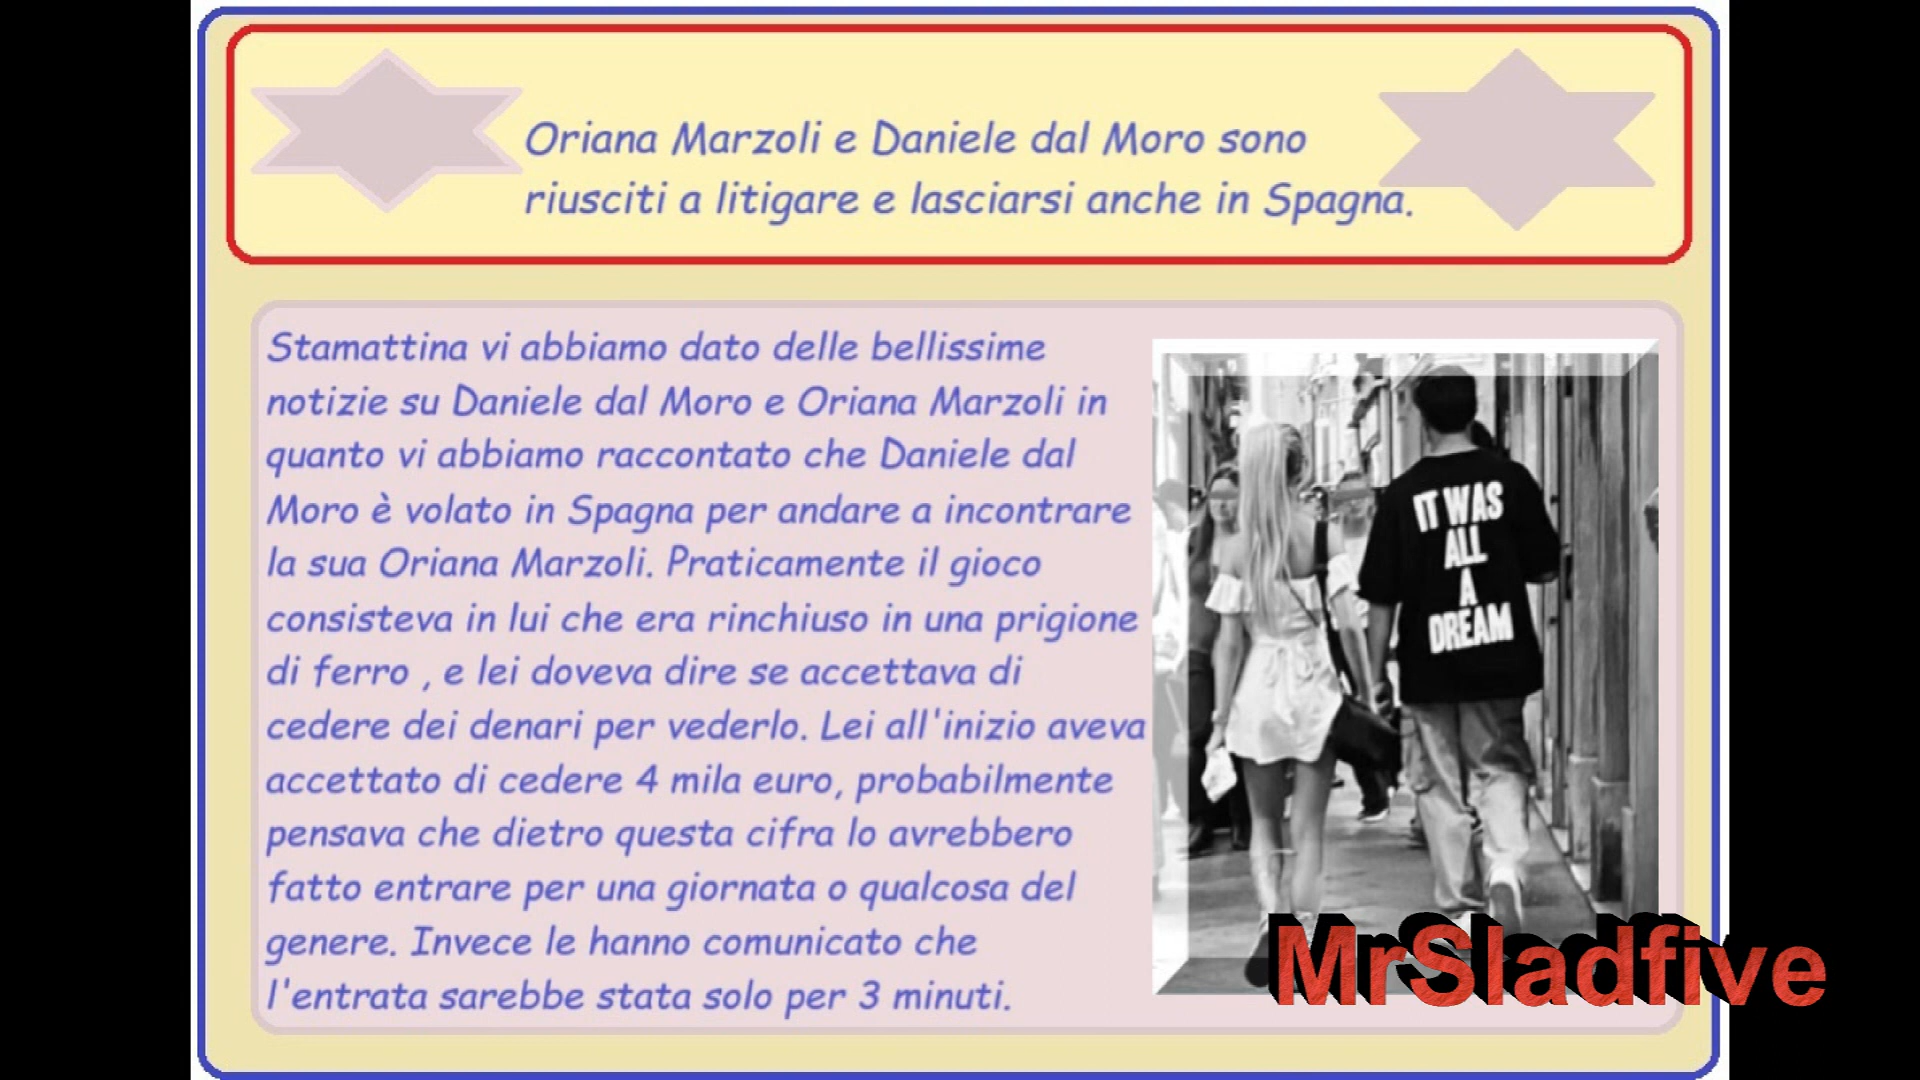 Oriana Marzoli e Daniele dal Moro sono
riusciti a litigare e lasciarsi anche in Spagna.
Stamattina vi abbiamo dato delle bellissime
notizie su Daniele dal Moro e Oriana Marzoli in
quanto vi abbiamo raccontato che Daniele dal
Moro è volato in Spagna per andare a incontrare
la sua Oriana Marzoli. Praticamente il gioco
consisteva in lui che era rinchiuso in una prigione
di ferro , e lei doveva dire se accettava di
cedere dei denari per vederlo. Lei all'inizio aveva
accettato di cedere 4 mila euro, probabilmente
pensava che dietro questa cifra lo avrebbero
fatto entrare per una giornata o qualcosa del
genere. Invece le hanno comunicato che
l'entrata sarebbe stata solo per 3 minuti.
IT WAS
ALL
A
DREAM
MrSladfive